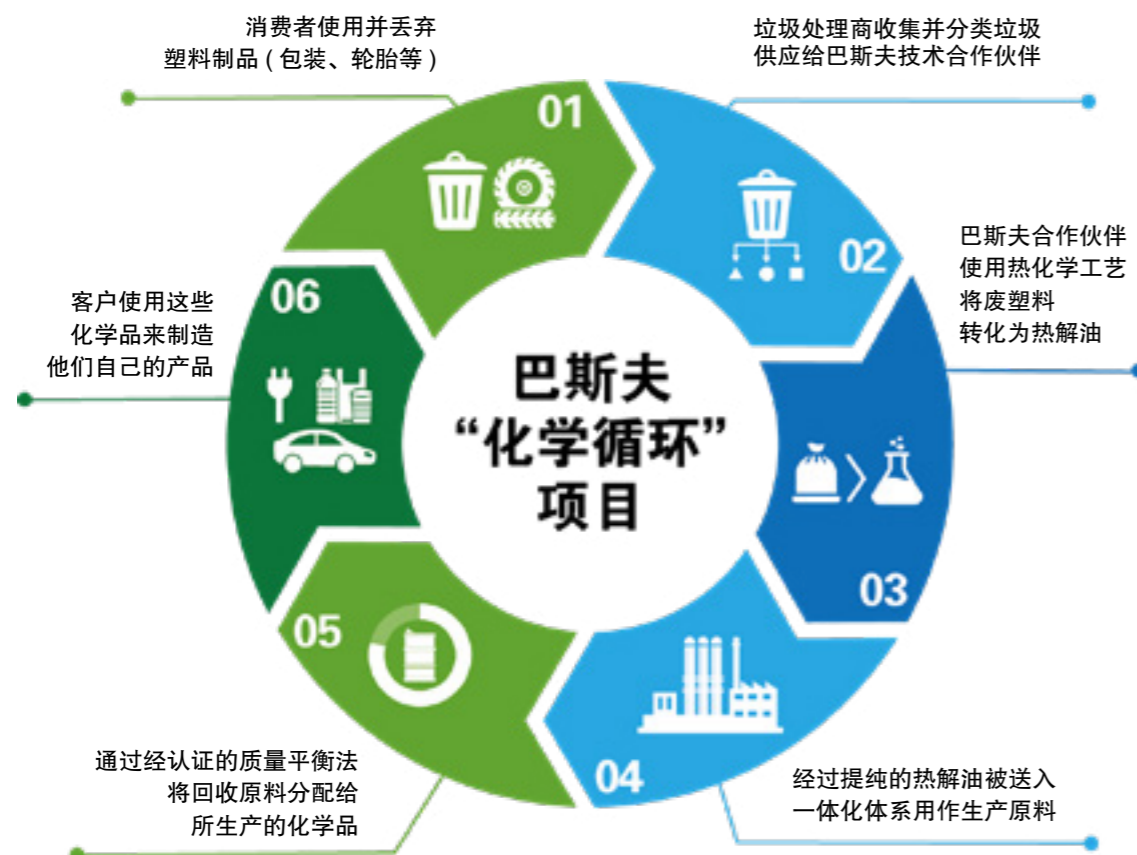 消费者使用并丢弃
塑料制品 ( 包装、轮胎等 )
垃圾处理商收集并分类垃圾
供应给巴斯夫技术合作伙伴
01
02
巴斯夫合作伙伴
使用热化学工艺
将废塑料
转化为热解油
客户使用这些
化学品来制造
他们自己的产品
06
巴斯夫
“化学循环”
项目
03
05
04
通过经认证的质量平衡法
将回收原料分配给
所生产的化学品
经过提纯的热解油被送入
一体化体系用作生产原料